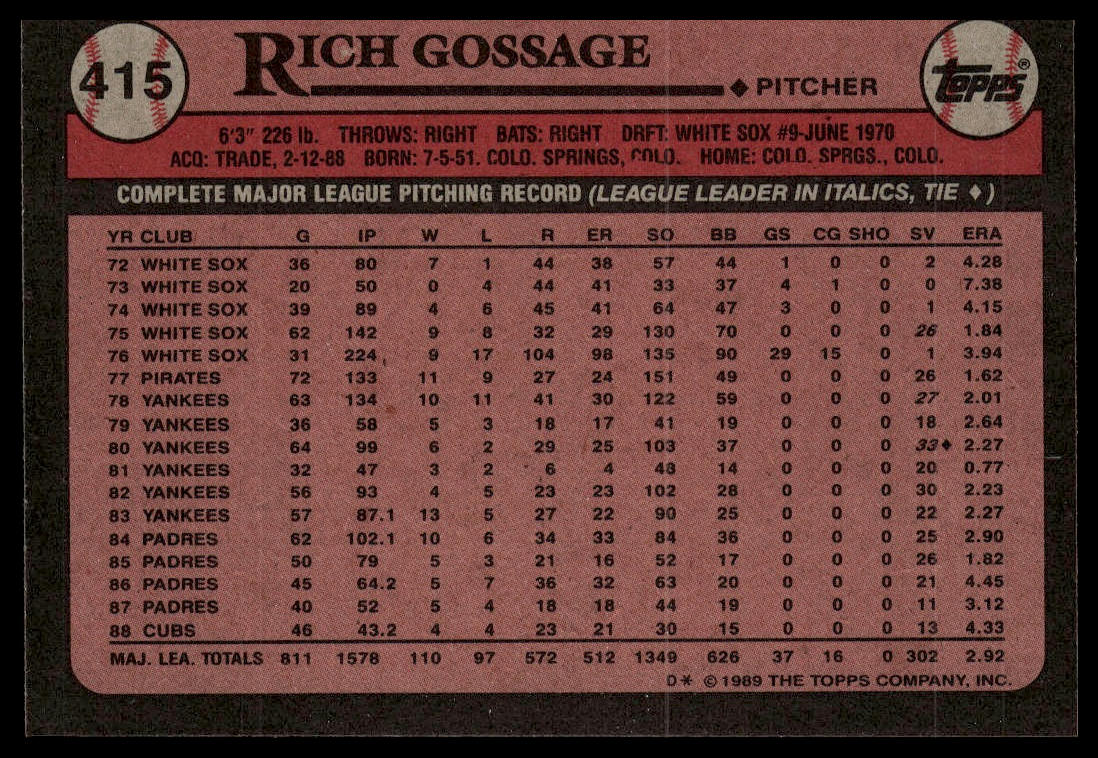 415
RICH GOSSAGE
◆ PITCHER
topps®
6'3" 226 lb. THROWS: RIGHT BATS: RIGHT DRFT: WHITE SOX #9-JUNE 1970
ACQ: TRADE, 2-12-88 BORN: 7-5-51. COLO. SPRINGS, COLO. HOME: COLO. SPRGS., COLO.
COMPLETE MAJOR LEAGUE PITCHING RECORD (LEAGUE LEADER IN ITALICS, TIE ♦)
YR CLUB G IP W L R ER SO BB GS CG SHO SV ERA
72 WHITE SOX 36 80 7 1 44 38 57 44 1 0 0 2 4.28
73 WHITE SOX 20 50 0 4 44 41 33 37 4 1 0 0 7.38
74 WHITE SOX 39 89 4 6 45 41 64 47 3 0 0 1 4.15
75 WHITE SOX 62 142 9 8 32 29 130 70 0 0 0 26 1.84
76 WHITE SOX 31 224 9 17 104 98 135 90 29 15 0 1 3.94
77 PIRATES 72 133 11 9 27 24 151 49 0 0 0 26 1.62
78 YANKEES 63 134 10 11 41 30 122 59 0 0 0 27 2.01
79 YANKEES 36 58 5 3 18 17 41 19 0 0 0 18 2.64
80 YANKEES 64 99 6 2 29 25 103 37 0 0 0 33♦ 2.27
81 YANKEES 32 47 3 2 6 4 48 14 0 0 0 20 0.77
82 YANKEES 56 93 4 5 23 23 102 28 0 0 0 30 2.23
83 YANKEES 57 87.1 13 5 27 22 90 25 0 0 0 22 2.27
84 PADRES 62 102.1 10 6 34 33 84 36 0 0 0 25 2.90
85 PADRES 50 79 5 3 21 16 52 17 0 0 0 26 1.82
86 PADRES 45 64.2 5 7 36 32 63 20 0 0 0 21 4.45
87 PADRES 40 52 5 4 18 18 44 19 0 0 0 11 3.12
88 CUBS 46 43.2 4 4 23 21 30 15 0 0 0 13 4.33
MAJ. LEA. TOTALS 811 1578 110 97 572 512 1349 626 37 16 0 302 2.92
D* © 1989 THE TOPPS COMPANY, INC.